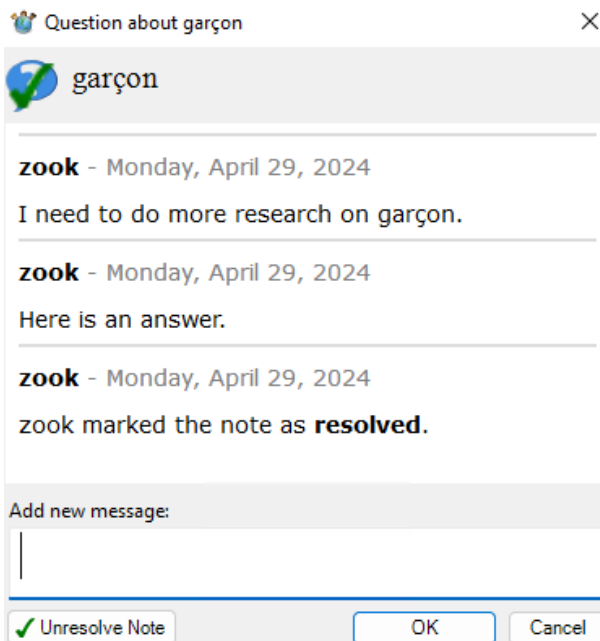 Question about garçon
garçon
zook - Monday, April 29, 2024
I need to do more research on garçon.
zook - Monday, April 29, 2024
Here is an answer.
zook - Monday, April 29, 2024
zook marked the note as resolved.
Add new message:
Unresolve Note OK Cancel